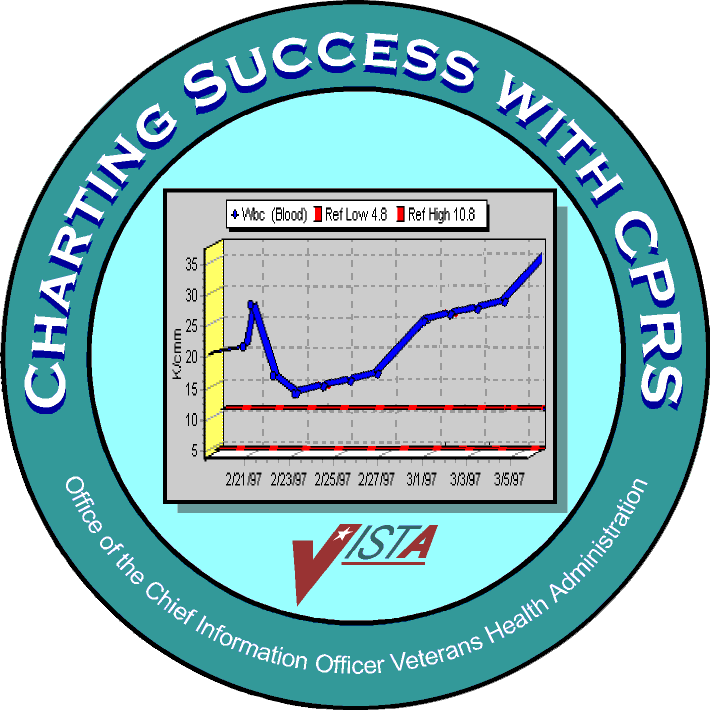 CHARTING SUCCESS WITH CPRS
Wbc (Blood) Ref Low 4.8 Ref High 10.8
K/cmm
35
30
25
20
15
10
5
2/21/97 2/23/97 2/25/97 2/27/97 3/1/97 3/3/97 3/5/97
VISTA
Office of the Chief Information Officer Veterans Health Administration